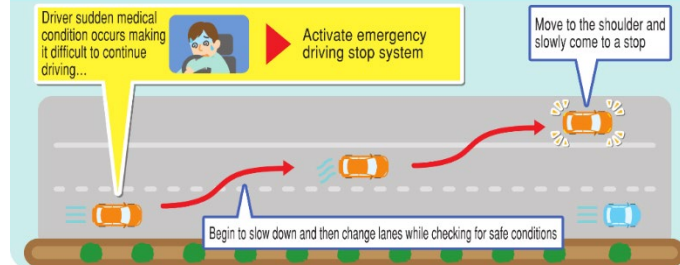 Driver sudden medical
condition occurs making
it difficult to continue
driving...
Activate emergency
driving stop system
Move to the shoulder and
slowly come to a stop
Begin to slow down and then change lanes while checking for safe conditions